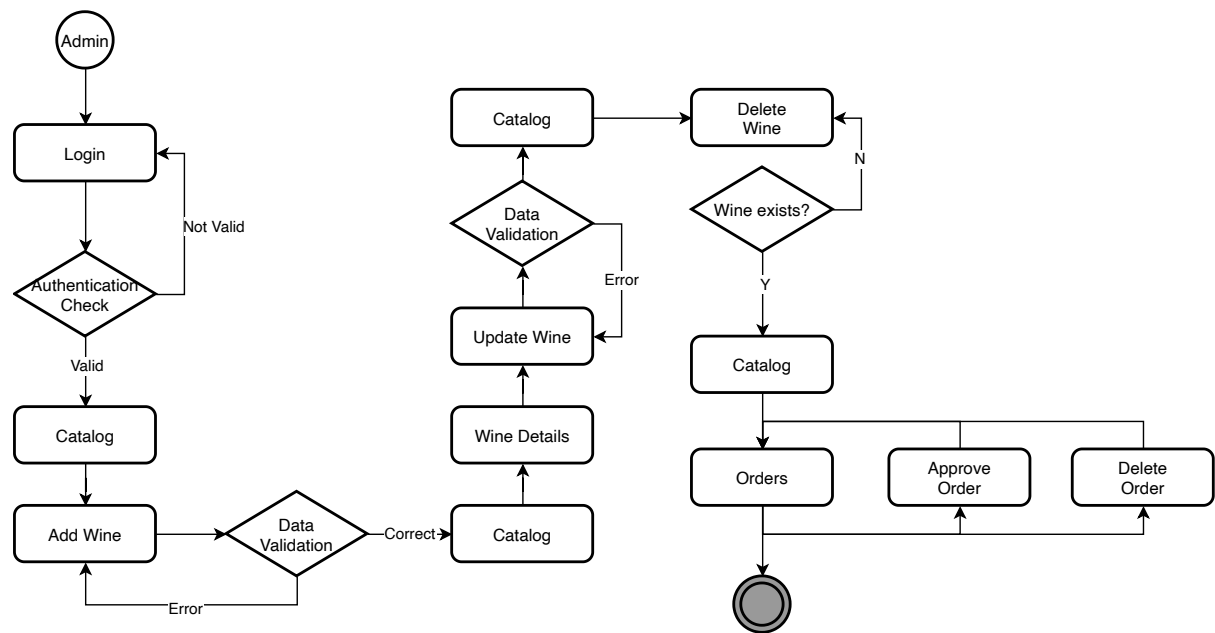 Admin
Login
Not Valid
Authentication
Check
Valid
Catalog
Add Wine
Data
Validation
Error
Correct
Catalog
Wine Details
Update Wine
Error
Data
Validation
Catalog
Delete
Wine
N
Wine exists?
Y
Catalog
Orders
Approve
Order
Delete
Order